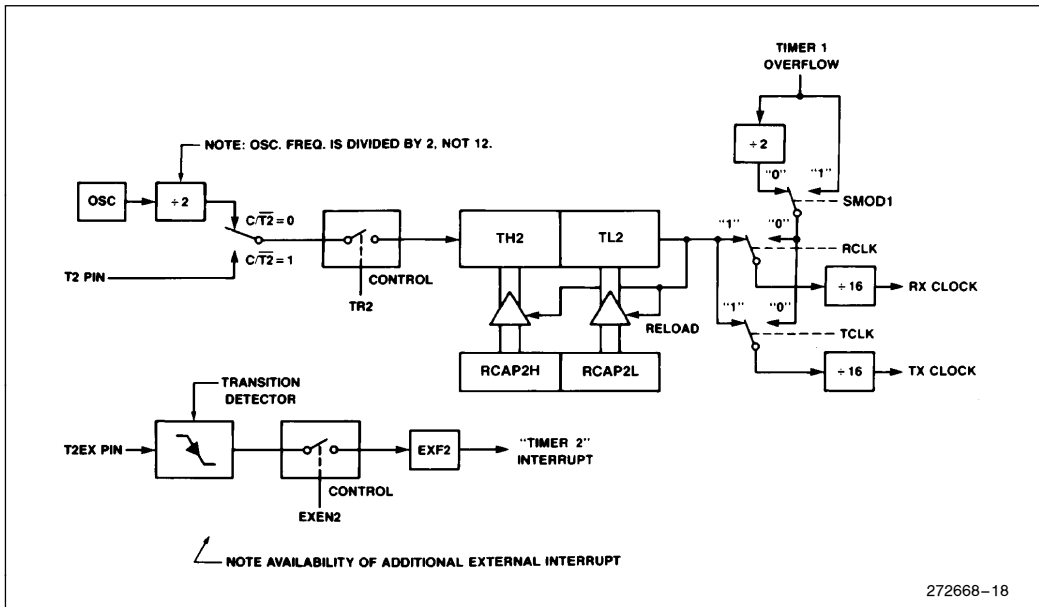 TIMER 1
OVERFLOW
NOTE: OSC. FREQ. IS DIVIDED BY 2, NOT 12.
÷ 2
"0"
"1"
SMOD1
OSC
÷ 2
C/T2̅ = 0
C/T2̅ = 1
T2 PIN
CONTROL
TR2
TH2
TL2
RELOAD
RCAP2H
RCAP2L
"1"
"0"
RCLK
÷ 16
RX CLOCK
"1"
"0"
TCLK
÷ 16
TX CLOCK
TRANSITION
DETECTOR
T2EX PIN
CONTROL
EXEN2
EXF2
"TIMER 2"
INTERRUPT
NOTE AVAILABILITY OF ADDITIONAL EXTERNAL INTERRUPT
272668–18